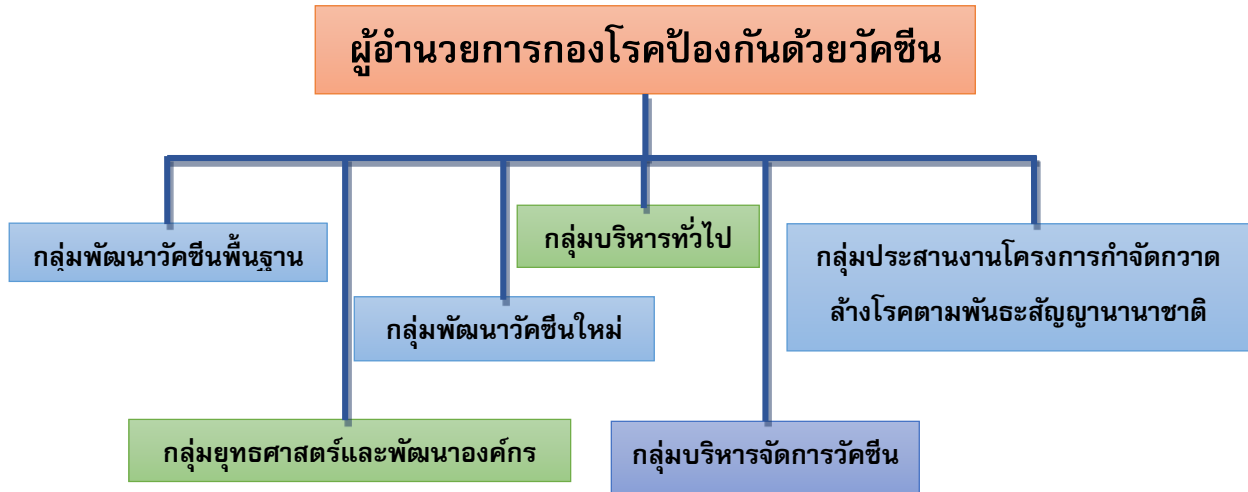 ผู้อำนวยการกองโรคป้องกันด้วยวัคซีน
กลุ่มพัฒนาวัคซีนพื้นฐาน
กลุ่มบริหารทั่วไป
กลุ่มประสานงานโครงการกำจัดกวาด
ล้างโรคตามพันธะสัญญานานาชาติ
กลุ่มพัฒนาวัคซีนใหม่
กลุ่มยุทธศาสตร์และพัฒนาองค์กร
กลุ่มบริหารจัดการวัคซีน